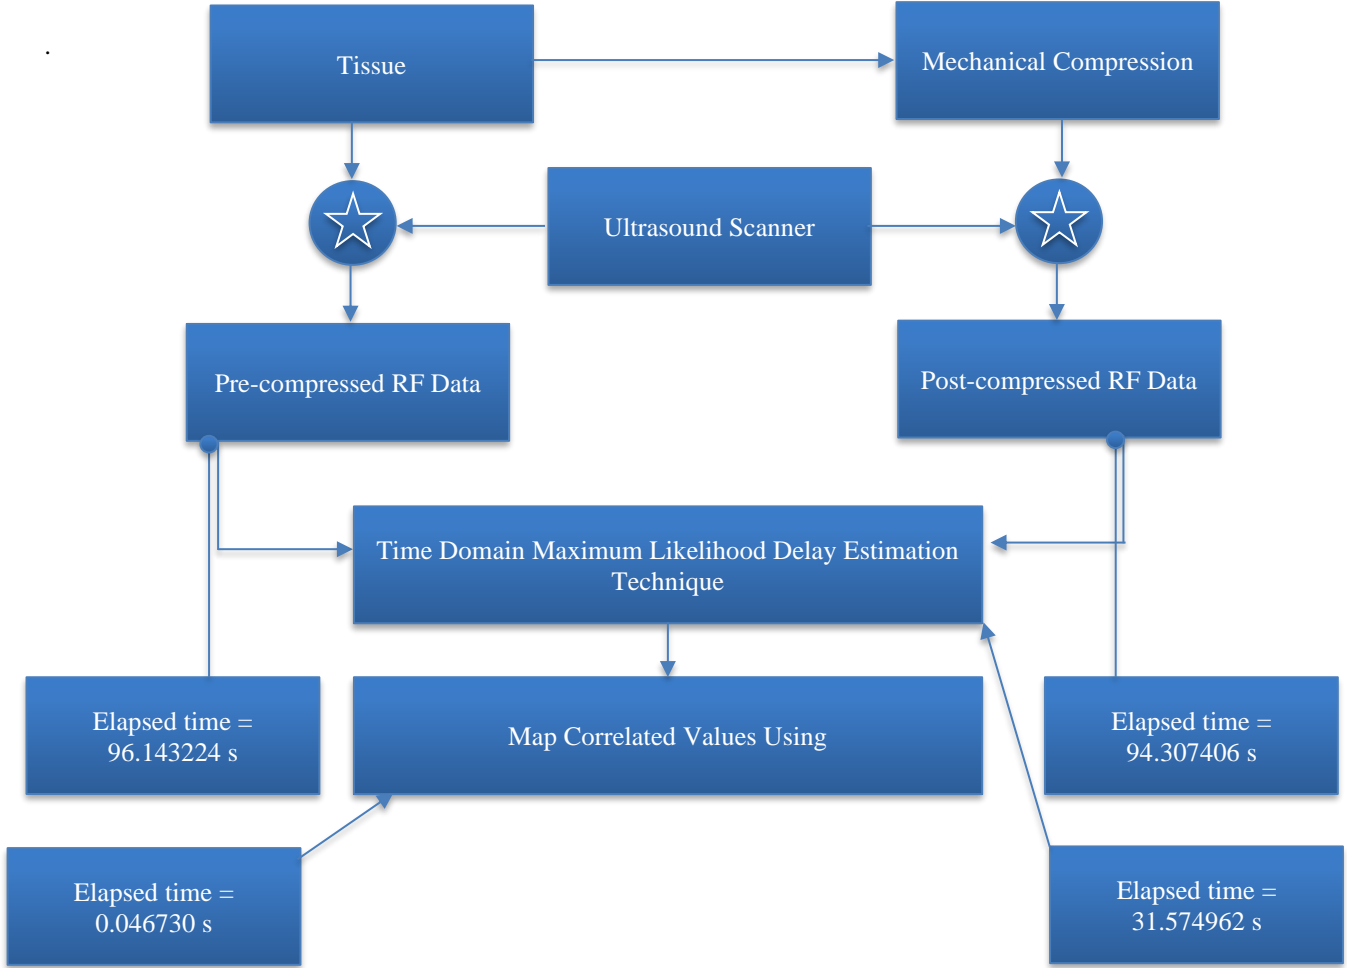 .
Tissue
Mechanical Compression
Ultrasound Scanner
Pre-compressed RF Data
Post-compressed RF Data
Time Domain Maximum Likelihood Delay Estimation
Technique
Elapsed time =
96.143224 s
Map Correlated Values Using
Elapsed time =
94.307406 s
Elapsed time =
0.046730 s
Elapsed time =
31.574962 s